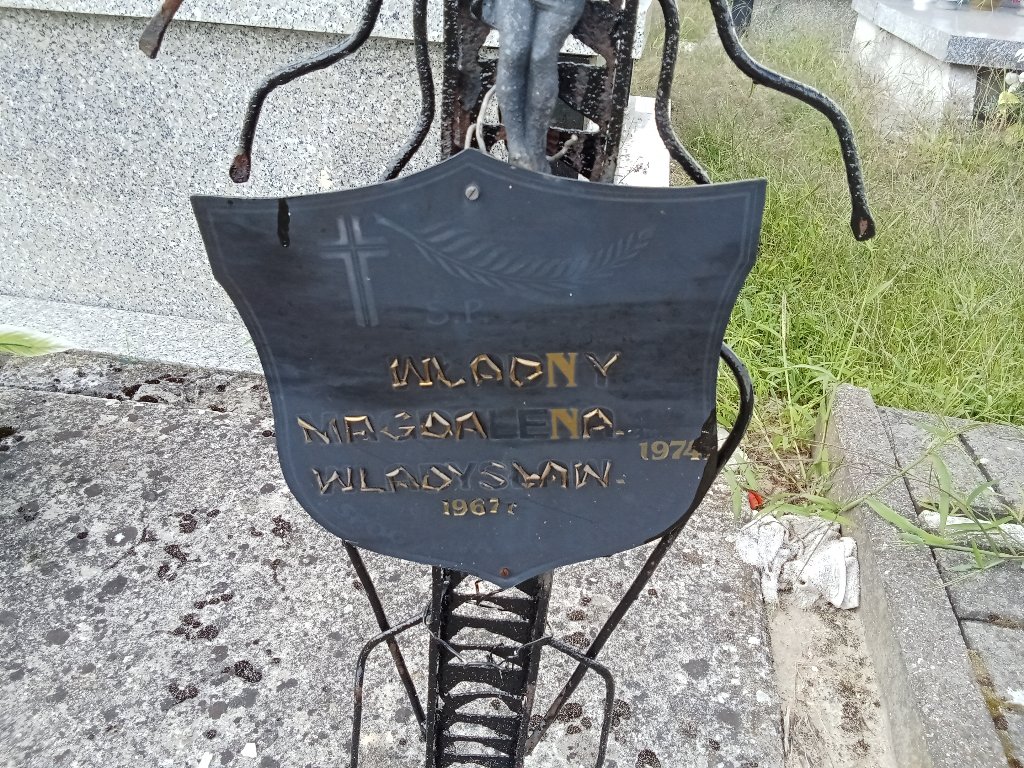 Ś.P.
WŁADNY
MAGDALENA 1974
WŁADYSŁAW
1967 r